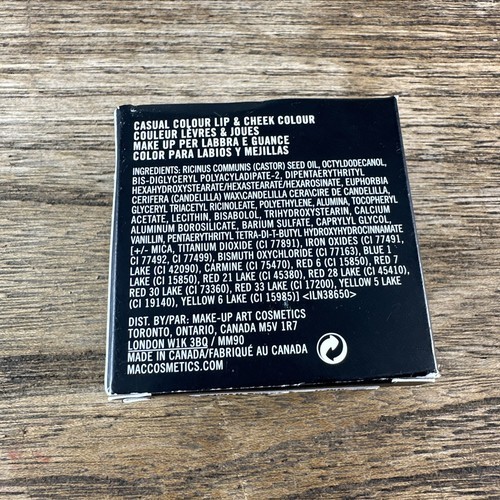 CASUAL COLOUR LIP & CHEEK COLOUR
COULEUR LÈVRES & JOUES
MAKE UP PER LABBRA E GUANCE
COLOR PARA LABIOS Y MEJILLAS
INGREDIENTS: RICINUS COMMUNIS (CASTOR) SEED OIL, OCTYLDODECANOL,
BIS-DIGLYCERYL POLYACYLADIPATE-2, DIPENTAERYTHRITYL
HEXAHYDROXYSTEARATE/HEXASTEARATE/HEXAROSINATE, EUPHORBIA
CERIFERA (CANDELILLA) WAX\CANDELILLA CERA\CIRE DE CANDELILLA,
GLYCERYL TRIACETYL RICINOLEATE, POLYETHYLENE, ALUMINA, TOCOPHERYL
ACETATE, LECITHIN, BISABOLOL, TRIHYDROXYSTEARIN, CALCIUM
ALUMINUM BOROSILICATE, BARIUM SULFATE, CAPRYLYL GLYCOL,
VANILLIN, PENTAERYTHRITYL TETRA-DI-T-BUTYL HYDROXYHYDROCINNAMATE
[+/- MICA, TITANIUM DIOXIDE (CI 77891), IRON OXIDES (CI 77491,
CI 77492, CI 77499), BISMUTH OXYCHLORIDE (CI 77163), BLUE 1
LAKE (CI 42090), CARMINE (CI 75470), RED 6 (CI 15850), RED 7
LAKE (CI 15850), RED 21 LAKE (CI 45380), RED 28 LAKE (CI 45410),
RED 30 LAKE (CI 73360), RED 33 LAKE (CI 17200), YELLOW 5 LAKE
(CI 19140), YELLOW 6 LAKE (CI 15985)] <ILN38650>
DIST. BY/PAR: MAKE-UP ART COSMETICS
TORONTO, ONTARIO, CANADA M5V 1R7
LONDON W1K 3BQ / MM90
MADE IN CANADA/FABRIQUÉ AU CANADA
MACCOSMETICS.COM